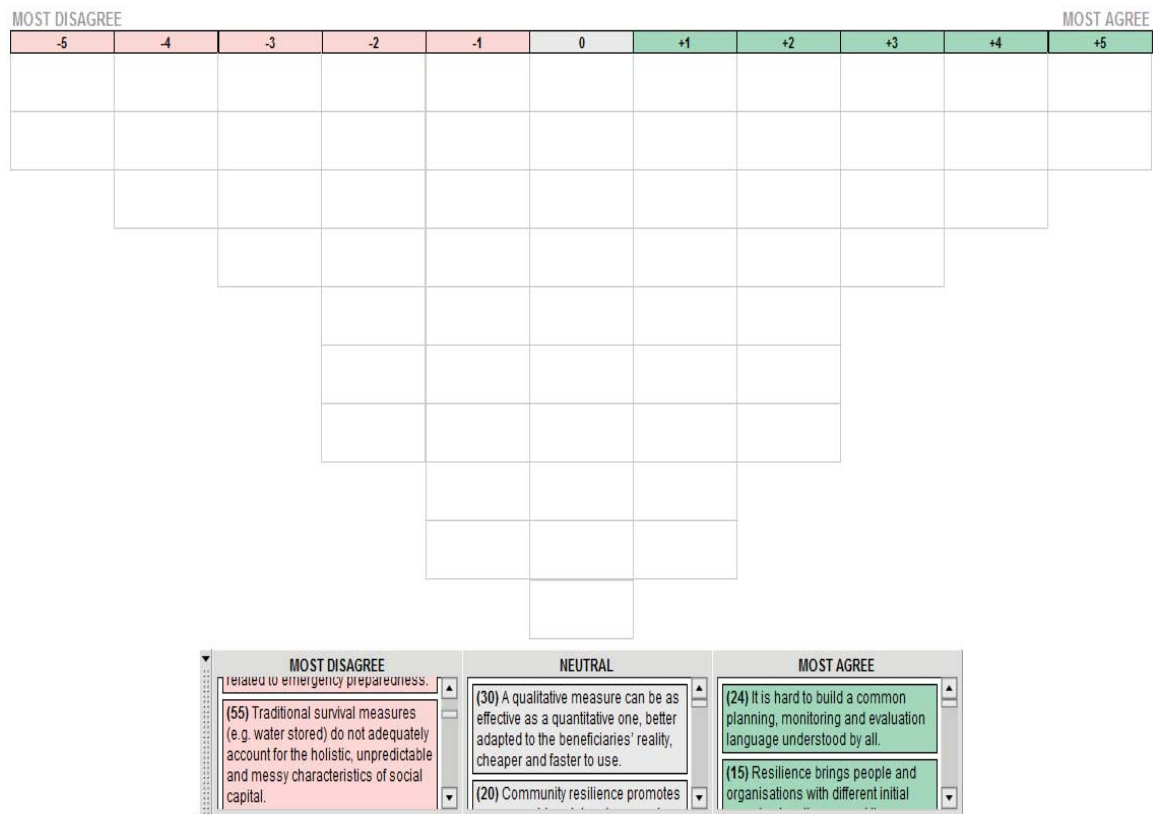 MOST DISAGREE MOST AGREE
-5 -4 -3 -2 -1 0 +1 +2 +3 +4 +5
MOST DISAGREE
related to emergency preparedness.
(55) Traditional survival measures
(e.g. water stored) do not adequately
account for the holistic, unpredictable
and messy characteristics of social
capital.
NEUTRAL
(30) A qualitative measure can be as
effective as a quantitative one, better
adapted to the beneficiaries' reality,
cheaper and faster to use.
(20) Community resilience promotes
MOST AGREE
(24) It is hard to build a common
planning, monitoring and evaluation
language understood by all.
(15) Resilience brings people and
organisations with different initial